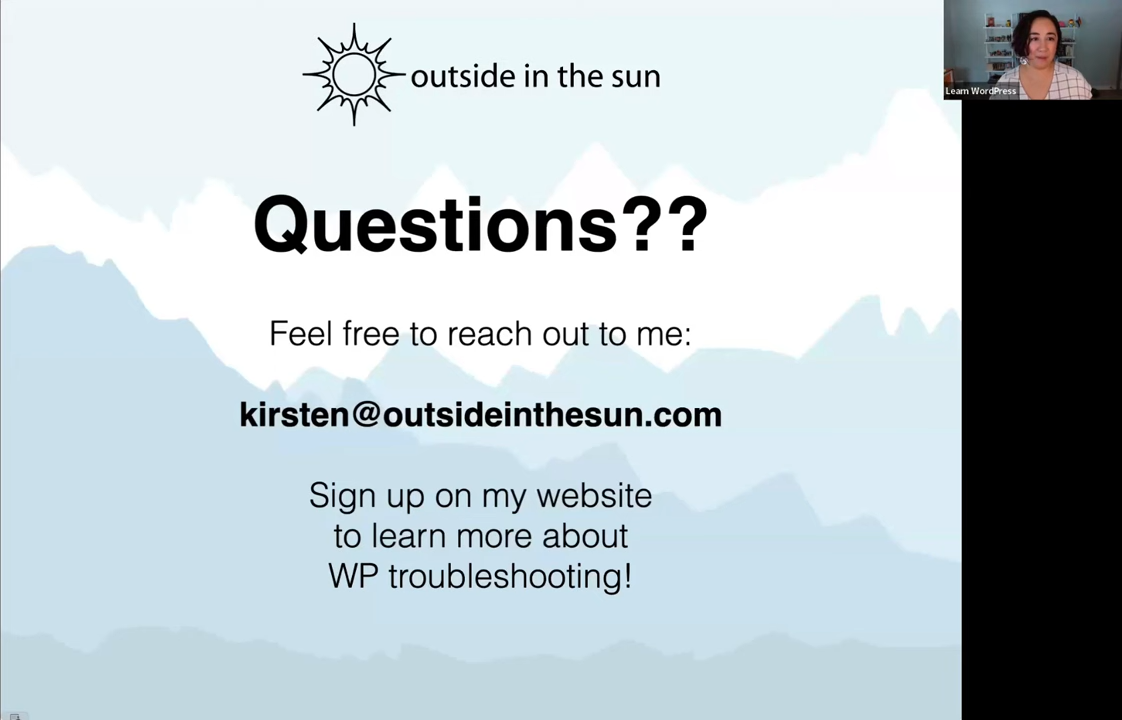 outside in the sun
Learn WordPress
Questions??
Feel free to reach out to me:
kirsten@outsideinthesun.com
Sign up on my website
to learn more about
WP troubleshooting!